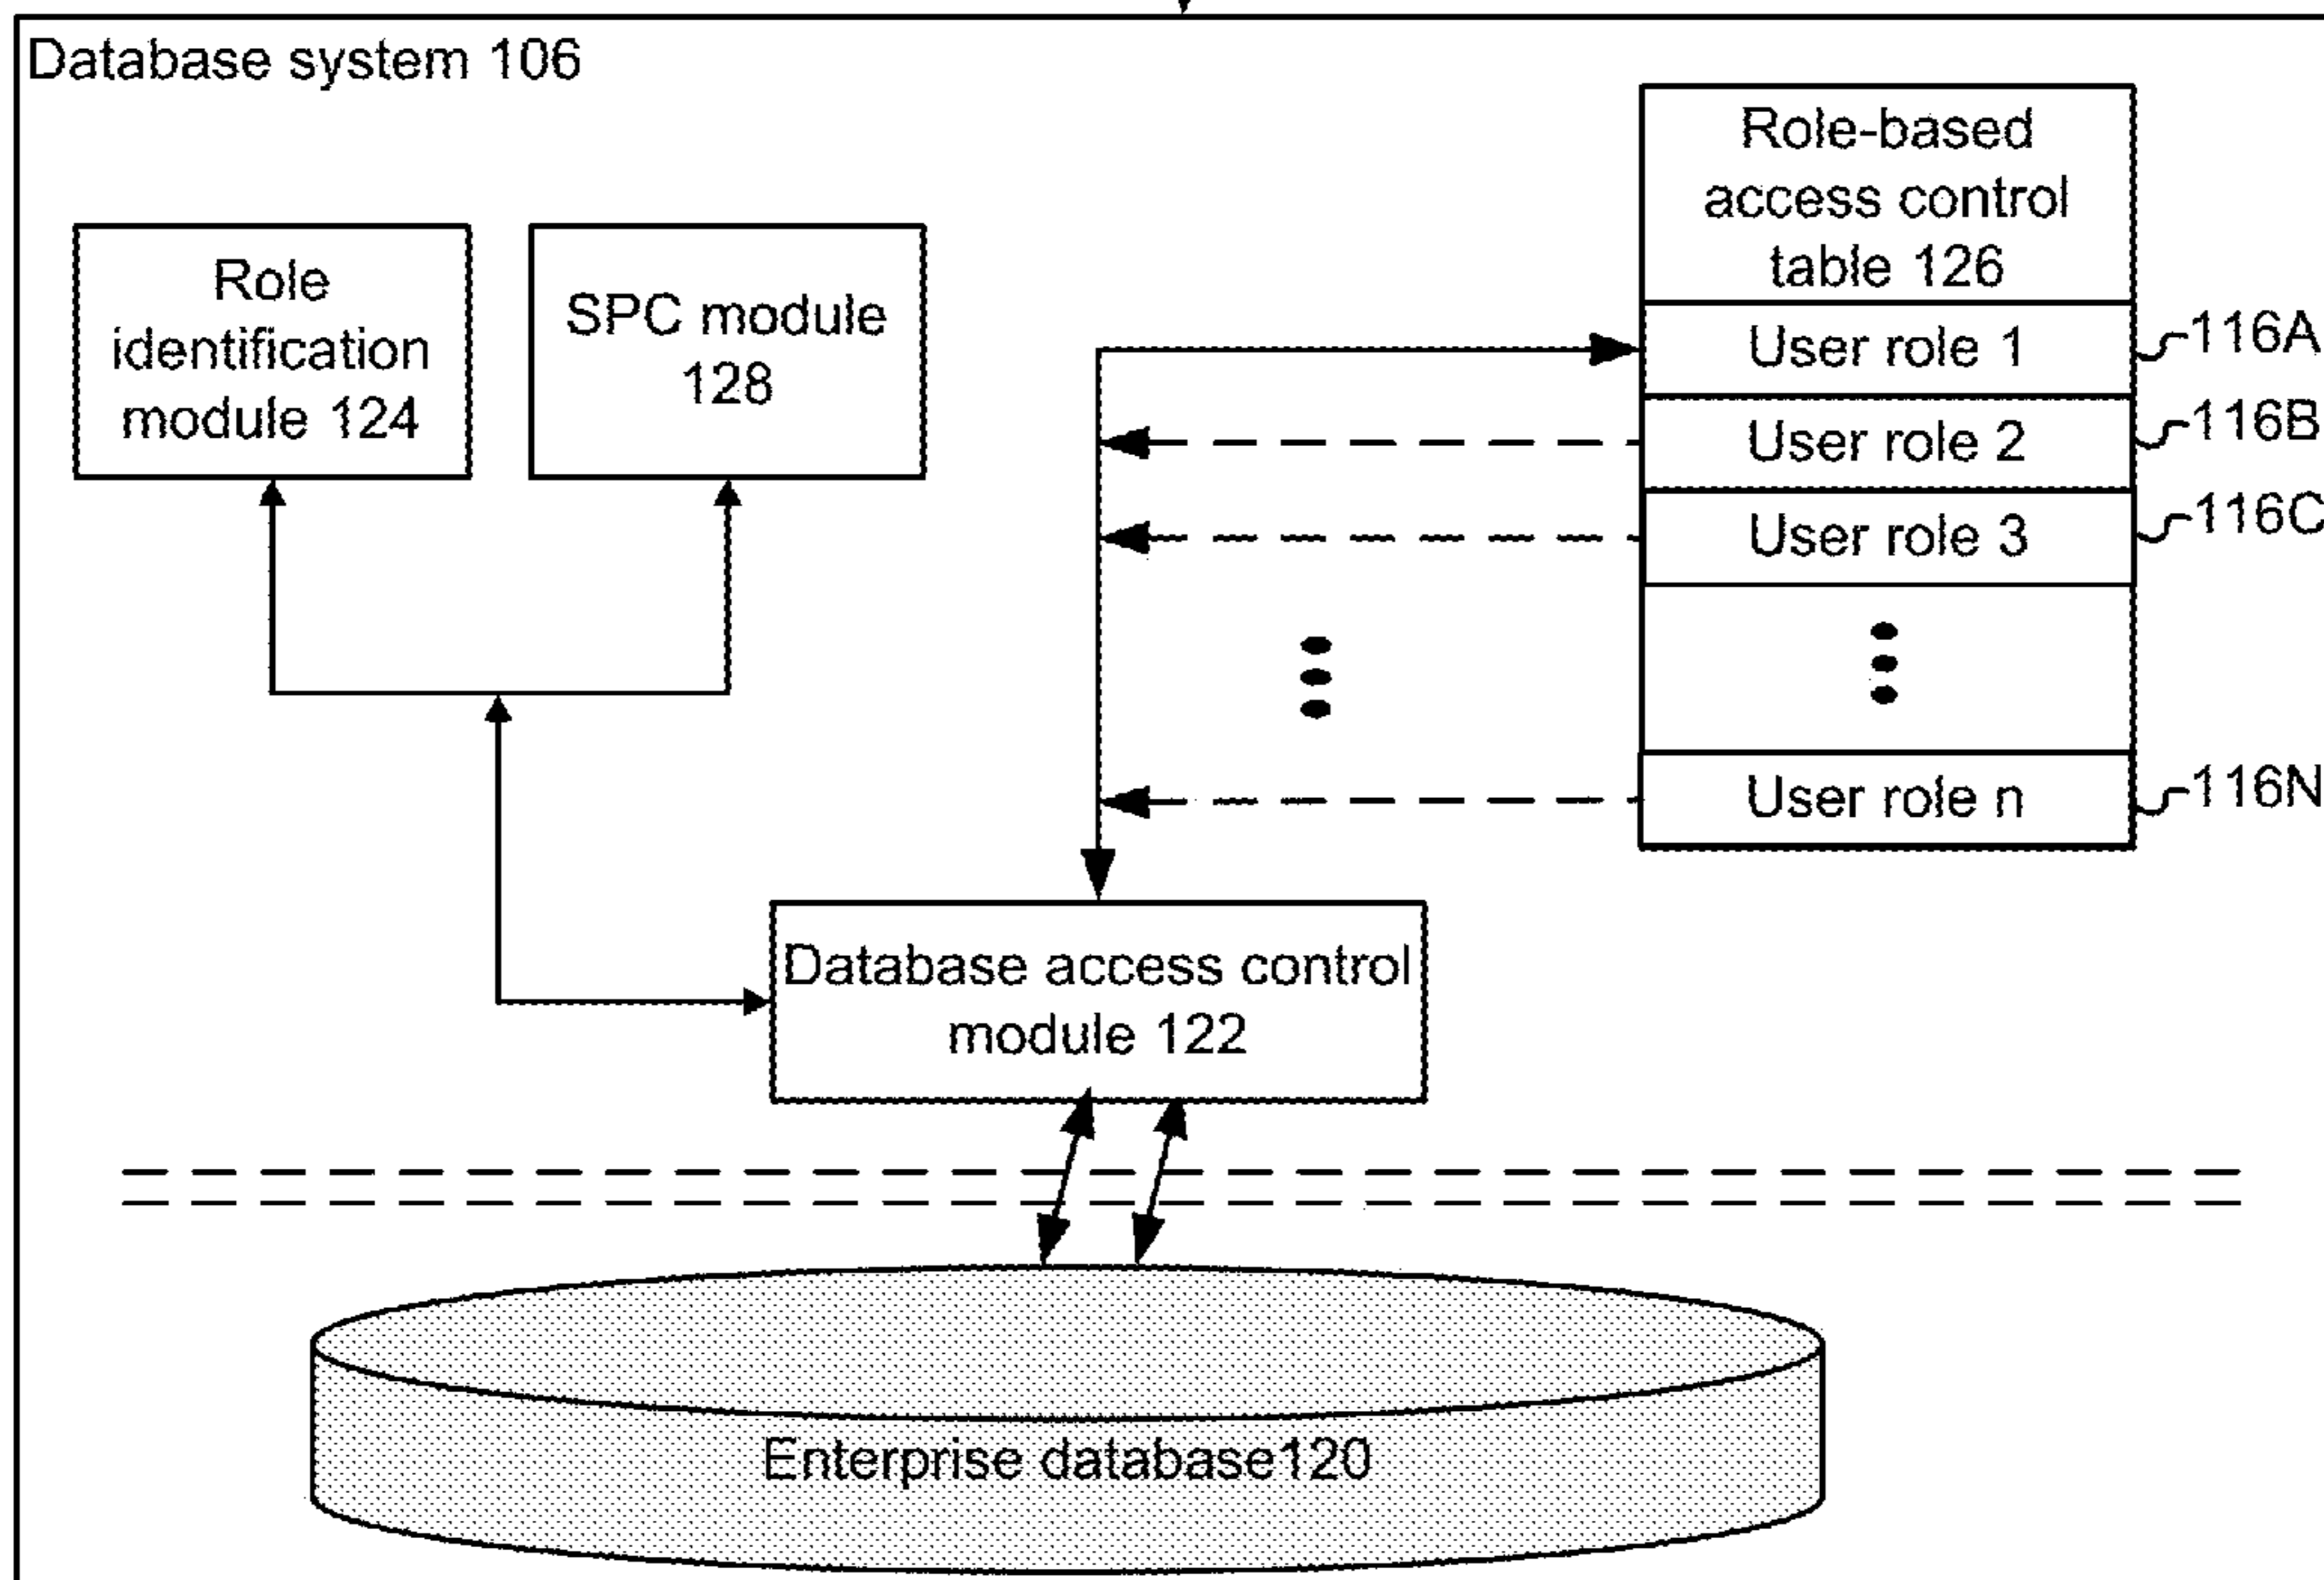 Database system 106
Role
identification
module 124
SPC module
128
Role-based
access control
table 126
User role 1
116A
User role 2
116B
User role 3
116C
User role n
116N
Database access control
module 122
Enterprise database120